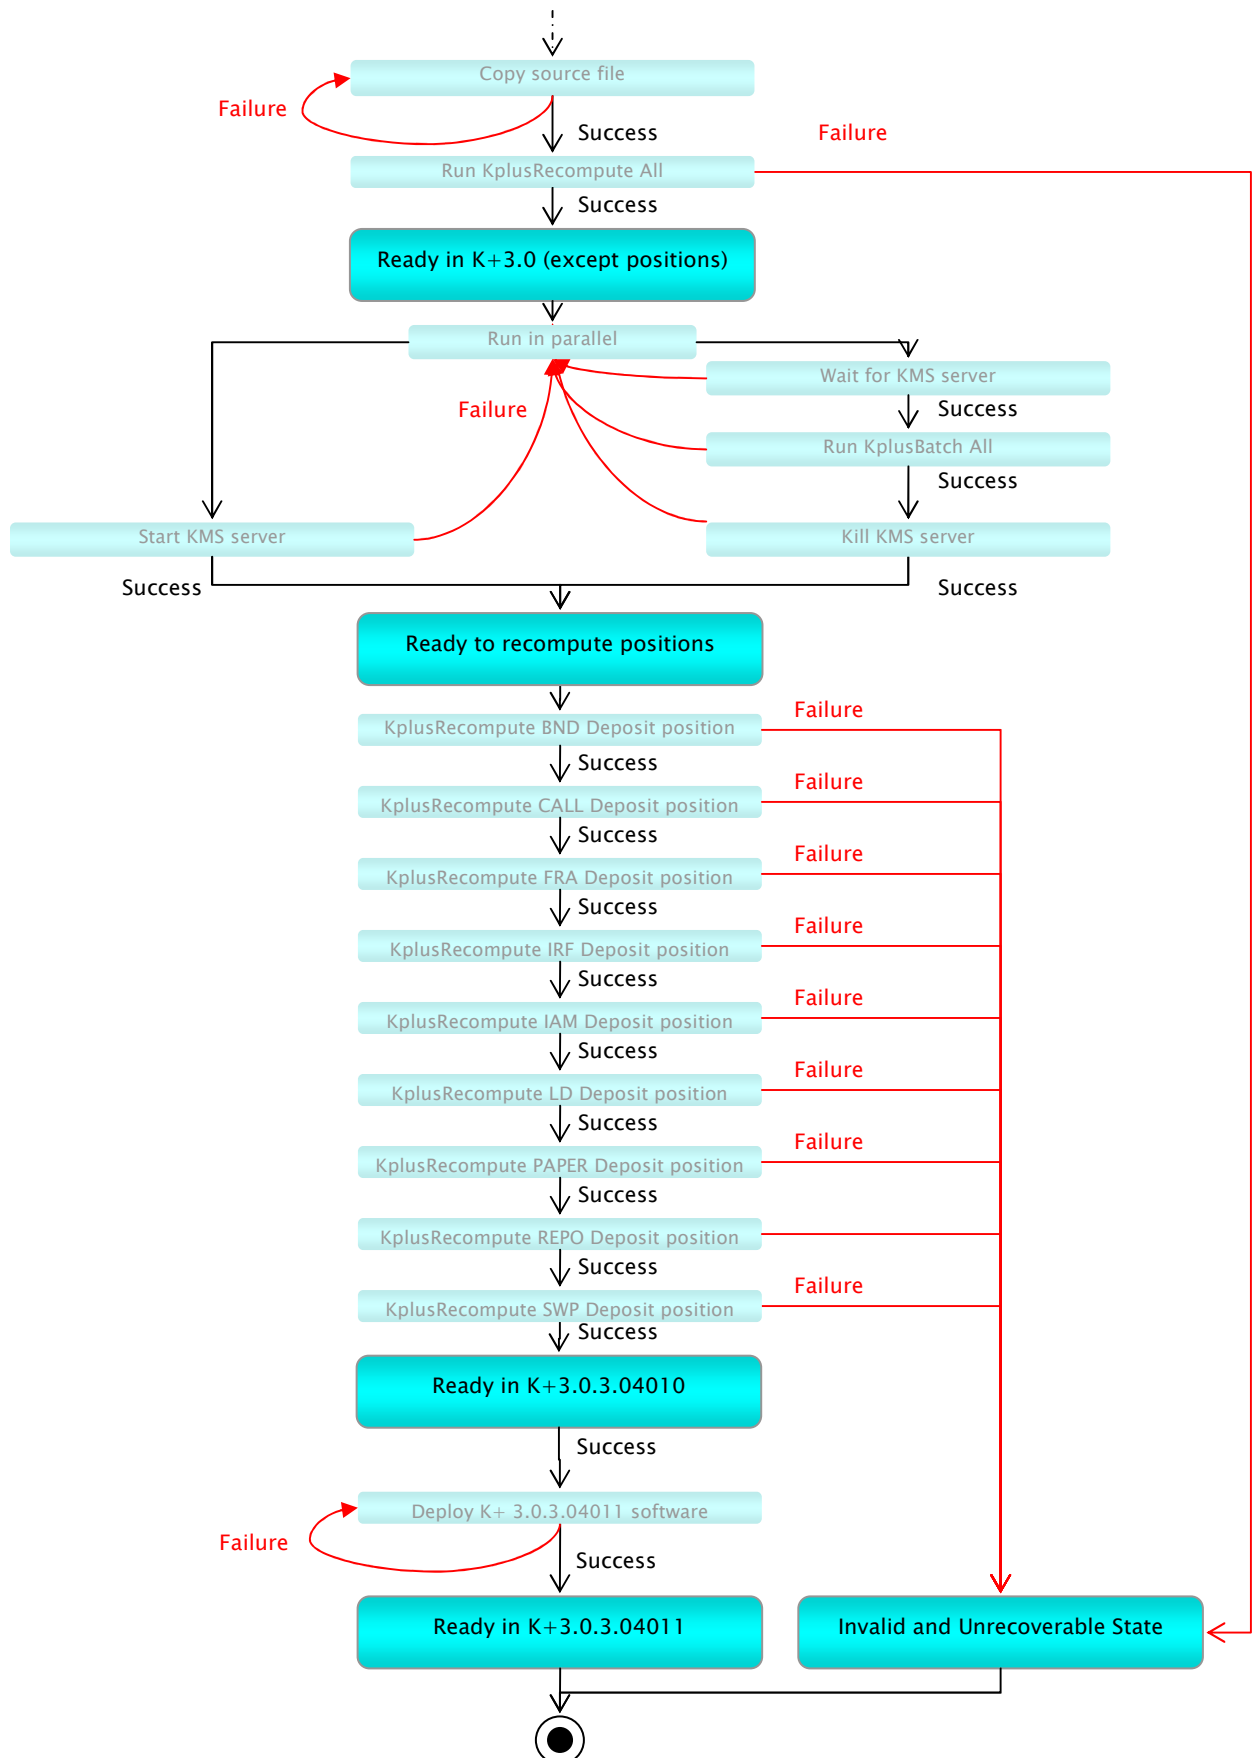 Copy source file
Failure
Success
Failure
Run KplusRecompute All
Success
Ready in K+3.0 (except positions)
Run in parallel
Wait for KMS server
Failure
Success
Run KplusBatch All
Success
Start KMS server
Kill KMS server
Success
Success
Ready to recompute positions
Failure
KplusRecompute BND Deposit position
Success
Failure
KplusRecompute CALL Deposit position
Success
Failure
KplusRecompute FRA Deposit position
Success
Failure
KplusRecompute IRF Deposit position
Success
Failure
KplusRecompute IAM Deposit position
Success
Failure
KplusRecompute LD Deposit position
Success
Failure
KplusRecompute PAPER Deposit position
Success
KplusRecompute REPO Deposit position
Success
Failure
KplusRecompute SWP Deposit position
Success
Ready in K+3.0.3.04010
Success
Deploy K+ 3.0.3.04011 software
Failure
Success
Ready in K+3.0.3.04011
Invalid and Unrecoverable State